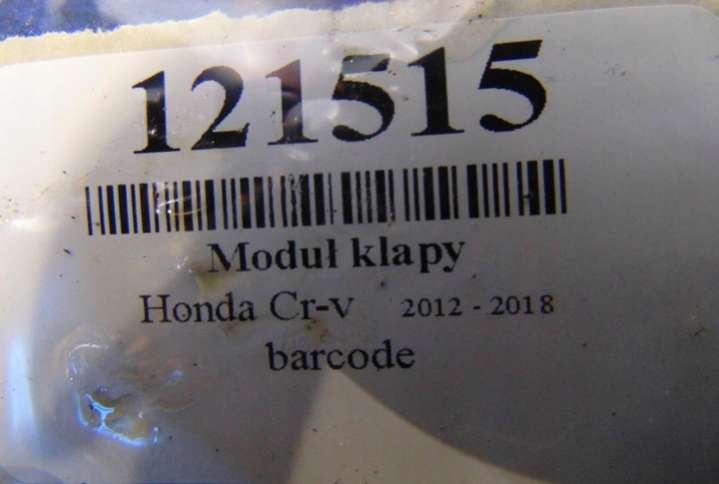 121515
Moduł klapy
Honda Cr-v 2012 - 2018
barcode